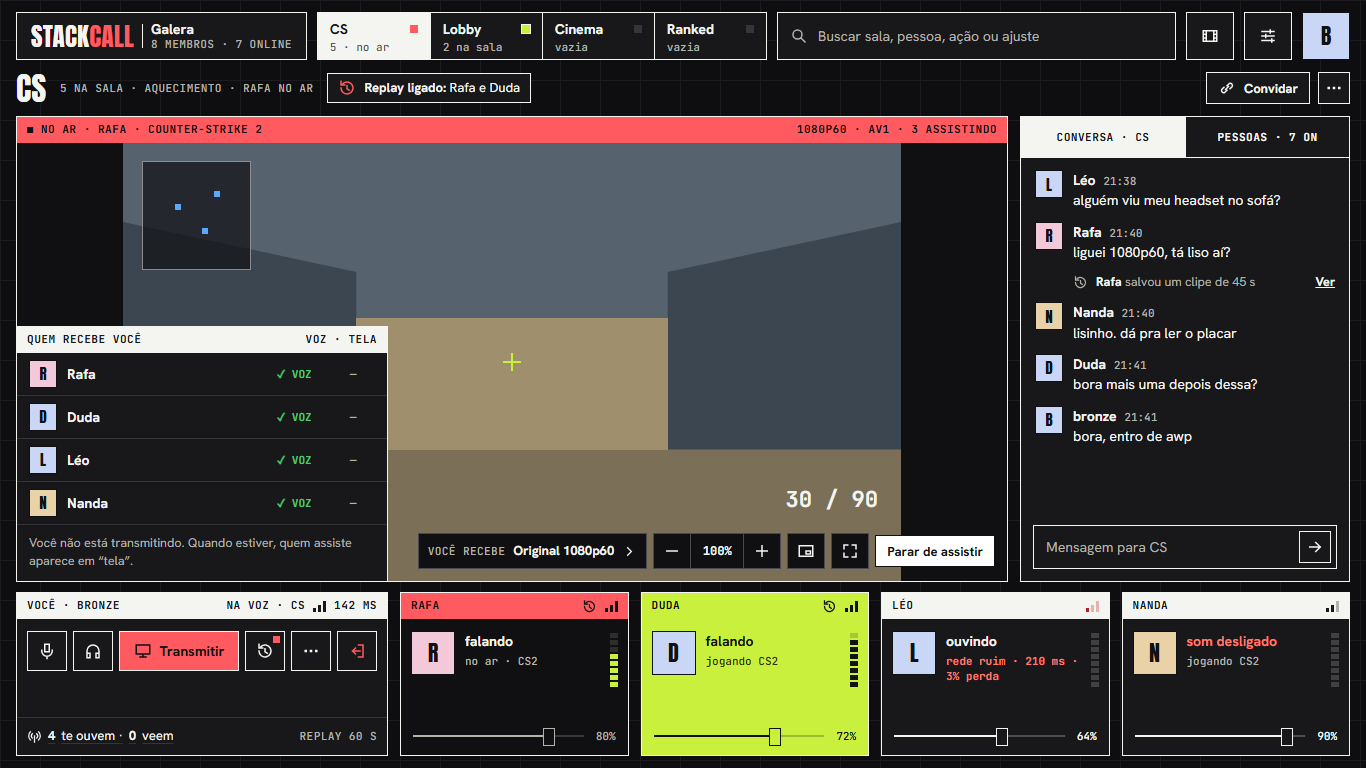 STACKCALL
Galera
8 MEMBROS · 7 ONLINE
CS
5 · no ar
Lobby
2 na sala
Cinema
vazia
Ranked
vazia
Buscar sala, pessoa, ação ou ajuste
B
CS
5 NA SALA · AQUECIMENTO · RAFA NO AR
Replay ligado: Rafa e Duda
Convidar
NO AR · RAFA · COUNTER-STRIKE 2
1080P60 · AV1 · 3 ASSISTINDO
QUEM RECEBE VOCÊ
VOZ · TELA
R Rafa ✓ VOZ —
D Duda ✓ VOZ —
L Léo ✓ VOZ —
N Nanda ✓ VOZ —
Você não está transmitindo. Quando estiver, quem assiste
aparece em “tela”.
30 / 90
VOCÊ RECEBE Original 1080p60
100%
Parar de assistir
CONVERSA · CS
PESSOAS · 7 ON
L
Léo 21:38
alguém viu meu headset no sofá?
R
Rafa 21:40
liguei 1080p60, tá liso aí?
Rafa salvou um clipe de 45 s
Ver
N
Nanda 21:40
lisinho. dá pra ler o placar
D
Duda 21:41
bora mais uma depois dessa?
B
bronze 21:41
bora, entro de awp
Mensagem para CS
VOCÊ · BRONZE
NA VOZ · CS 142 MS
Transmitir
4 te ouvem · 0 veem
REPLAY 60 S
RAFA
R
falando
no ar · CS2
80%
DUDA
D
falando
jogando CS2
72%
LÉO
L
ouvindo
rede ruim · 210 ms ·
3% perda
64%
NANDA
N
som desligado
jogando CS2
90%